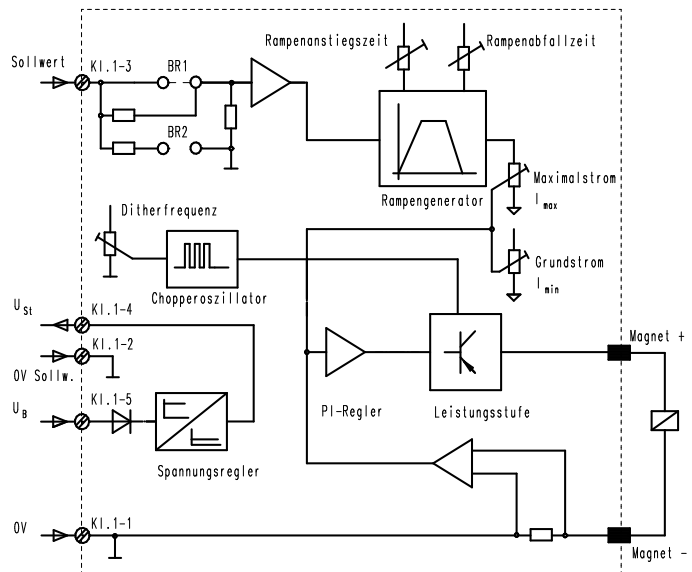 Rampenanstiegszeit
Rampenabfallzeit
Sollwert
Kl.1-3
BR1
BR2
Rampengenerator
Maximalstrom
I max
Ditherfrequenz
Grundstrom
I min
Chopperoszillator
U St
Kl.1-4
Kl.1-2
0V Sollw.
Magnet +
U B
Kl.1-5
PI-Regler
Leistungsstufe
Spannungsregler
0V
Kl.1-1
Magnet -